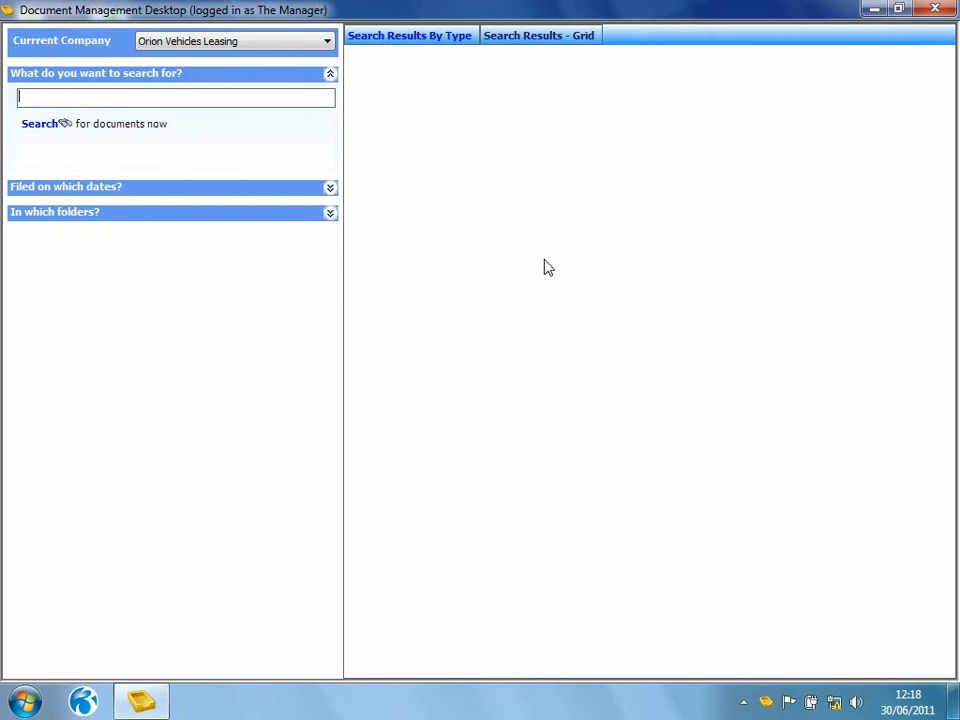 Document Management Desktop (logged in as The Manager)
Currrent Company
Orion Vehicles Leasing
Search Results By Type
Search Results - Grid
What do you want to search for?
Search for documents now
Filed on which dates?
In which folders?
12:18
30/06/2011